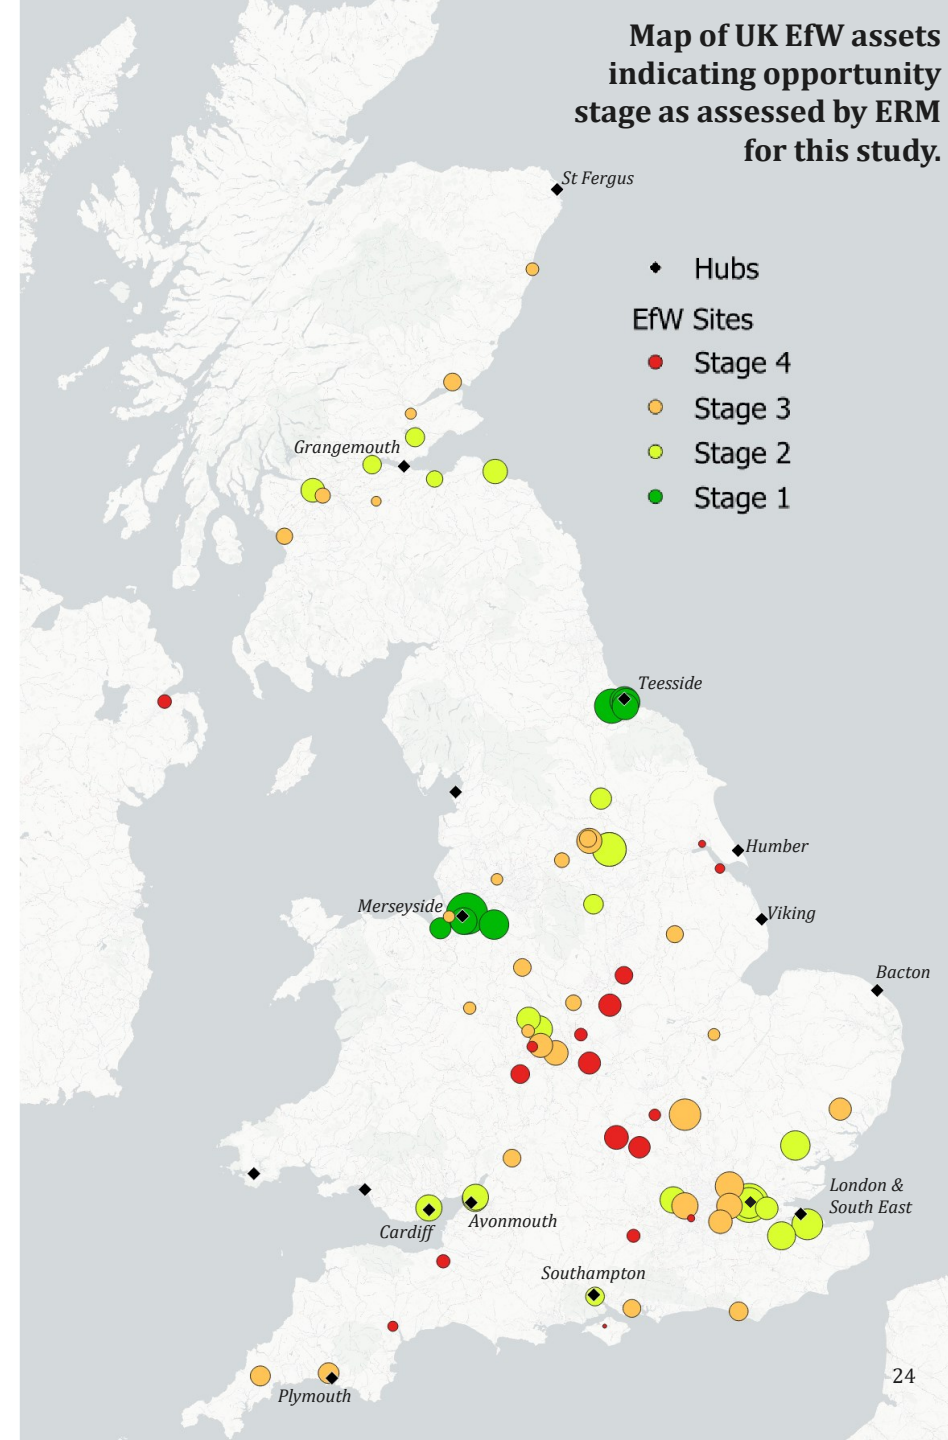 Map of UK EfW assets
indicating opportunity
stage as assessed by ERM
for this study.
St Fergus
Hubs
EfW Sites
Stage 4
Stage 3
Stage 2
Stage 1
Grangemouth
Teesside
Humber
Merseyside
Viking
Bacton
London &
South East
Avonmouth
Cardiff
Southampton
24
Plymouth